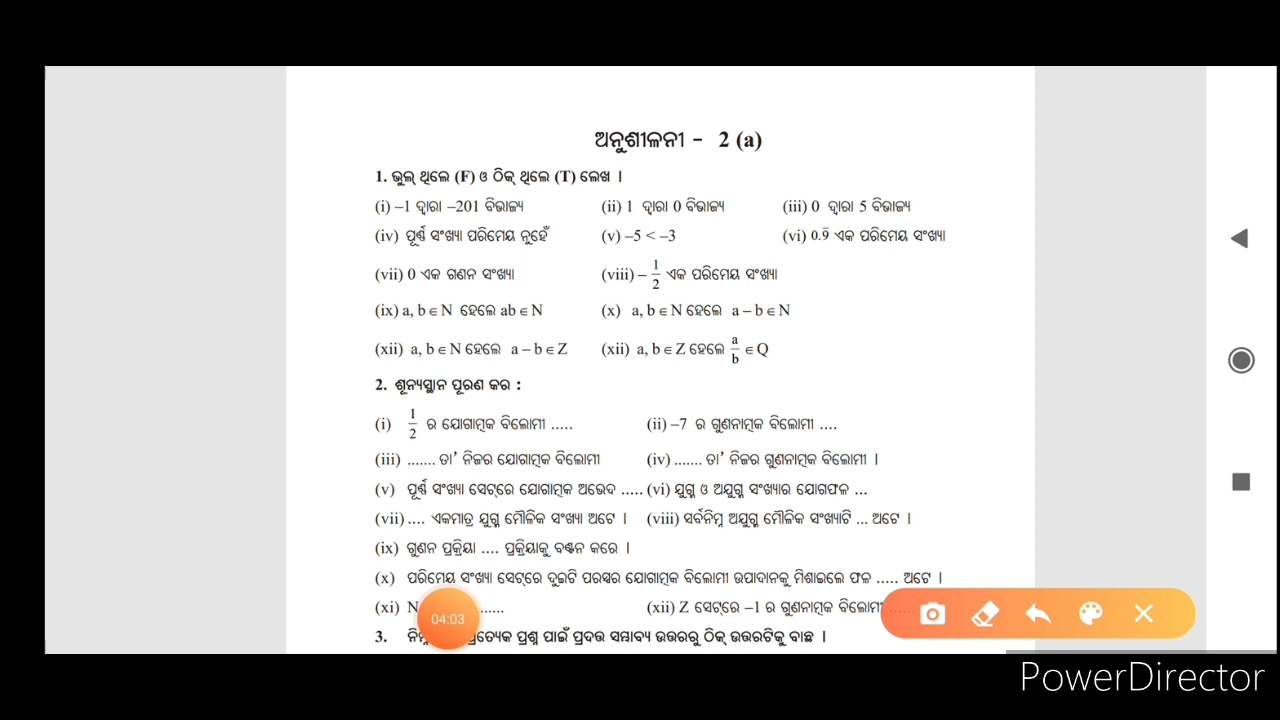 ଅନୁଶୀଳନୀ - 2 (a)
1. ଭୁଲ୍ ଥିଲେ (F) ଓ ଠିକ୍ ଥିଲେ (T) ଲେଖ ।
(i) –1 ଦ୍ୱାରା –201 ବିଭାଜ୍ୟ (ii) 1 ଦ୍ୱାରା 0 ବିଭାଜ୍ୟ (iii) 0 ଦ୍ୱାରା 5 ବିଭାଜ୍ୟ
(iv) ପୂର୍ଣ୍ଣ ସଂଖ୍ୟା ପରିମେୟ ନୁହେଁ (v) –5 < –3 (vi) 0.9̅ ଏକ ପରିମେୟ ସଂଖ୍ୟା
(vii) 0 ଏକ ଗଣନ ସଂଖ୍ୟା (viii) – 1/2 ଏକ ପରିମେୟ ସଂଖ୍ୟା
(ix) a, b ∈ N ହେଲେ ab ∈ N (x) a, b ∈ N ହେଲେ a – b ∈ N
(xii) a, b ∈ N ହେଲେ a – b ∈ Z (xii) a, b ∈ Z ହେଲେ a/b ∈ Q
2. ଶୂନ୍ୟସ୍ଥାନ ପୂରଣ କର :
(i) 1/2 ର ଯୋଗାତ୍ମକ ବିଲୋମୀ ..... (ii) –7 ର ଗୁଣନାତ୍ମକ ବିଲୋମୀ ....
(iii) ....... ତା’ ନିଜର ଯୋଗାତ୍ମକ ବିଲୋମୀ (iv) ....... ତା’ ନିଜର ଗୁଣନାତ୍ମକ ବିଲୋମୀ ।
(v) ପୂର୍ଣ୍ଣ ସଂଖ୍ୟା ସେଟ୍‌ରେ ଯୋଗାତ୍ମକ ଅଭେଦ ..... (vi) ଯୁଗ୍ମ ଓ ଅଯୁଗ୍ମ ସଂଖ୍ୟାର ଯୋଗଫଳ ...
(vii) .... ଏକମାତ୍ର ଯୁଗ୍ମ ମୌଳିକ ସଂଖ୍ୟା ଅଟେ । (viii) ସର୍ବନିମ୍ନ ଅଯୁଗ୍ମ ମୌଳିକ ସଂଖ୍ୟାଟି ... ଅଟେ ।
(ix) ଗୁଣନ ପ୍ରକ୍ରିୟା .... ପ୍ରକ୍ରିୟାକୁ ବଣ୍ଟନ କରେ ।
(x) ପରିମେୟ ସଂଖ୍ୟା ସେଟ୍‌ରେ ଦୁଇଟି ପରସ୍ପର ଯୋଗାତ୍ମକ ବିଲୋମୀ ଉପାଦାନକୁ ମିଶାଇଲେ ଫଳ ..... ଅଟେ ।
(xi) N ...... (xii) Z ସେଟ୍‌ରେ –1 ର ଗୁଣନାତ୍ମକ ବିଲୋମୀ
04:03
3. ପ୍ରତ୍ୟେକ ପ୍ରଶ୍ନ ପାଇଁ ପ୍ରଦତ୍ତ ସମ୍ଭାବ୍ୟ ଉତ୍ତରରୁ ଠିକ୍ ଉତ୍ତରଟିକୁ ବାଛ ।
PowerDirector